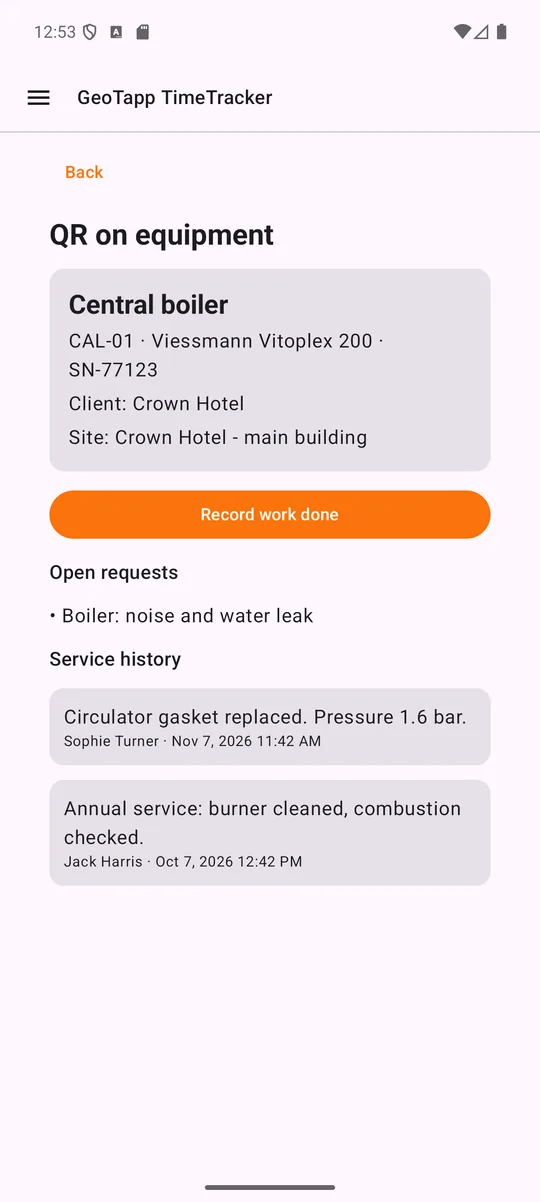 12:53
A
GeoTapp TimeTracker
Back
QR on equipment
Central boiler
CAL-01 · Viessmann Vitoplex 200 ·
SN-77123
Client: Crown Hotel
Site: Crown Hotel - main building
Record work done
Open requests
• Boiler: noise and water leak
Service history
Circulator gasket replaced. Pressure 1.6 bar.
Sophie Turner · Nov 7, 2026 11:42 AM
Annual service: burner cleaned, combustion
checked.
Jack Harris · Oct 7, 2026 12:42 PM